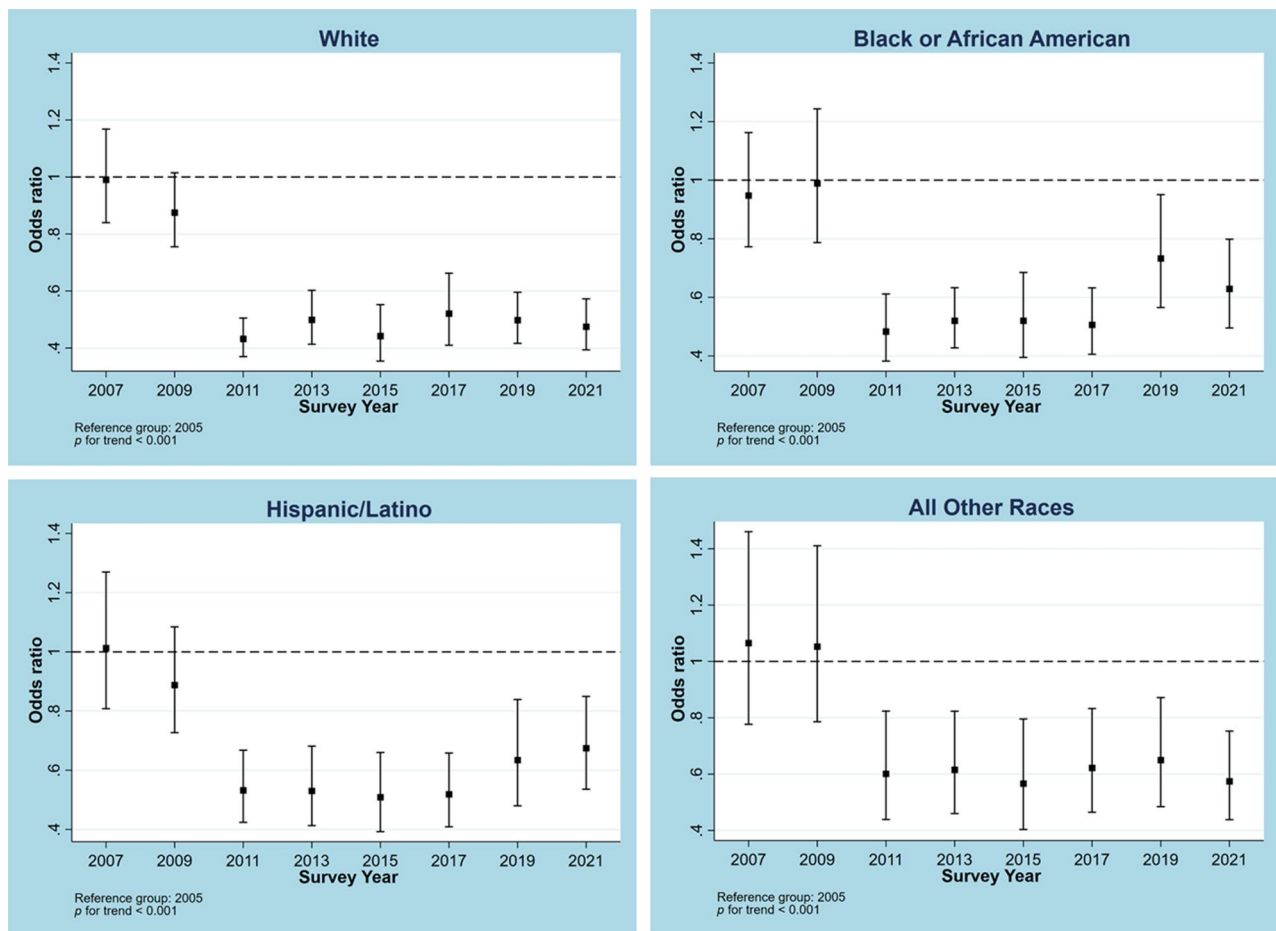 White
Odds ratio
1.4
1.2
1
.8
.6
.4
2007 2009 2011 2013 2015 2017 2019 2021
Survey Year
Reference group: 2005
p for trend < 0.001
Black or African American
Odds ratio
1.4
1.2
1
.8
.6
.4
2007 2009 2011 2013 2015 2017 2019 2021
Survey Year
Reference group: 2005
p for trend < 0.001
Hispanic/Latino
Odds ratio
1.4
1.2
1
.8
.6
.4
2007 2009 2011 2013 2015 2017 2019 2021
Survey Year
Reference group: 2005
p for trend < 0.001
All Other Races
Odds ratio
1.4
1.2
1
.8
.6
.4
2007 2009 2011 2013 2015 2017 2019 2021
Survey Year
Reference group: 2005
p for trend < 0.001